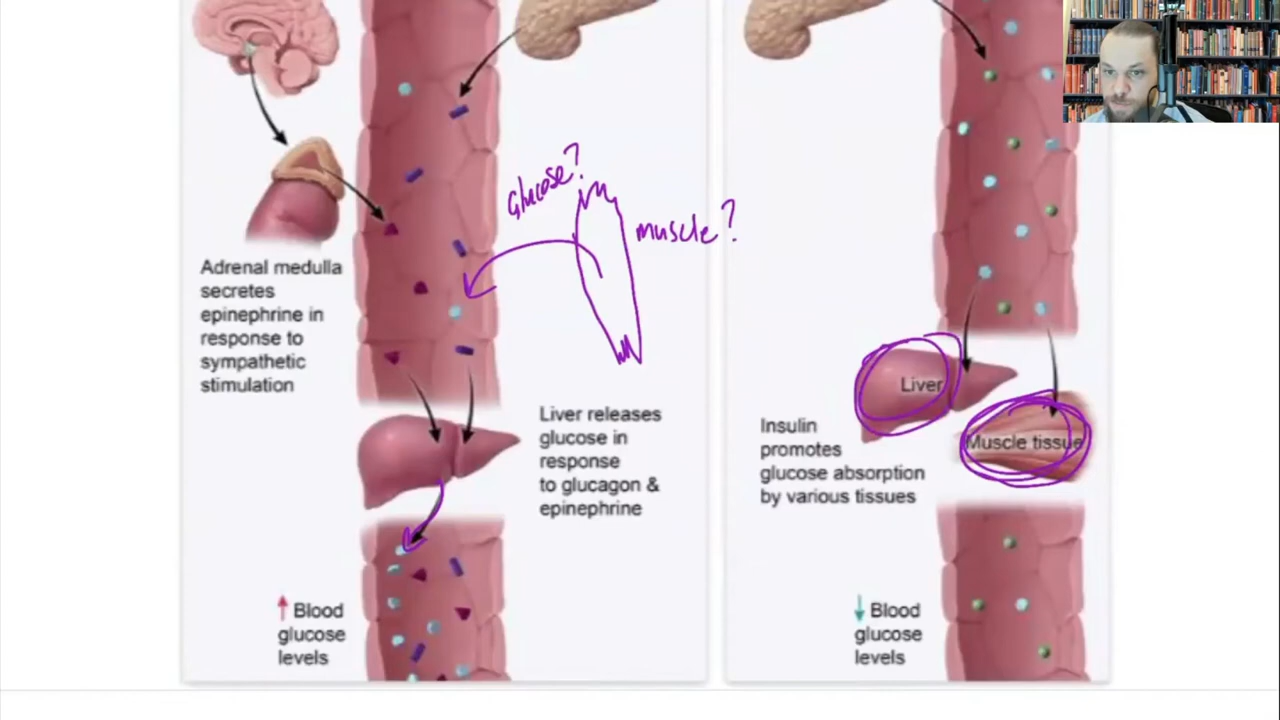 Adrenal medulla
secretes
epinephrine in
response to
sympathetic
stimulation
glucose?
muscle?
Liver releases
glucose in
response
to glucagon &
epinephrine
↑ Blood
glucose
levels
Liver
Muscle tissue
Insulin
promotes
glucose absorption
by various tissues
↓ Blood
glucose
levels